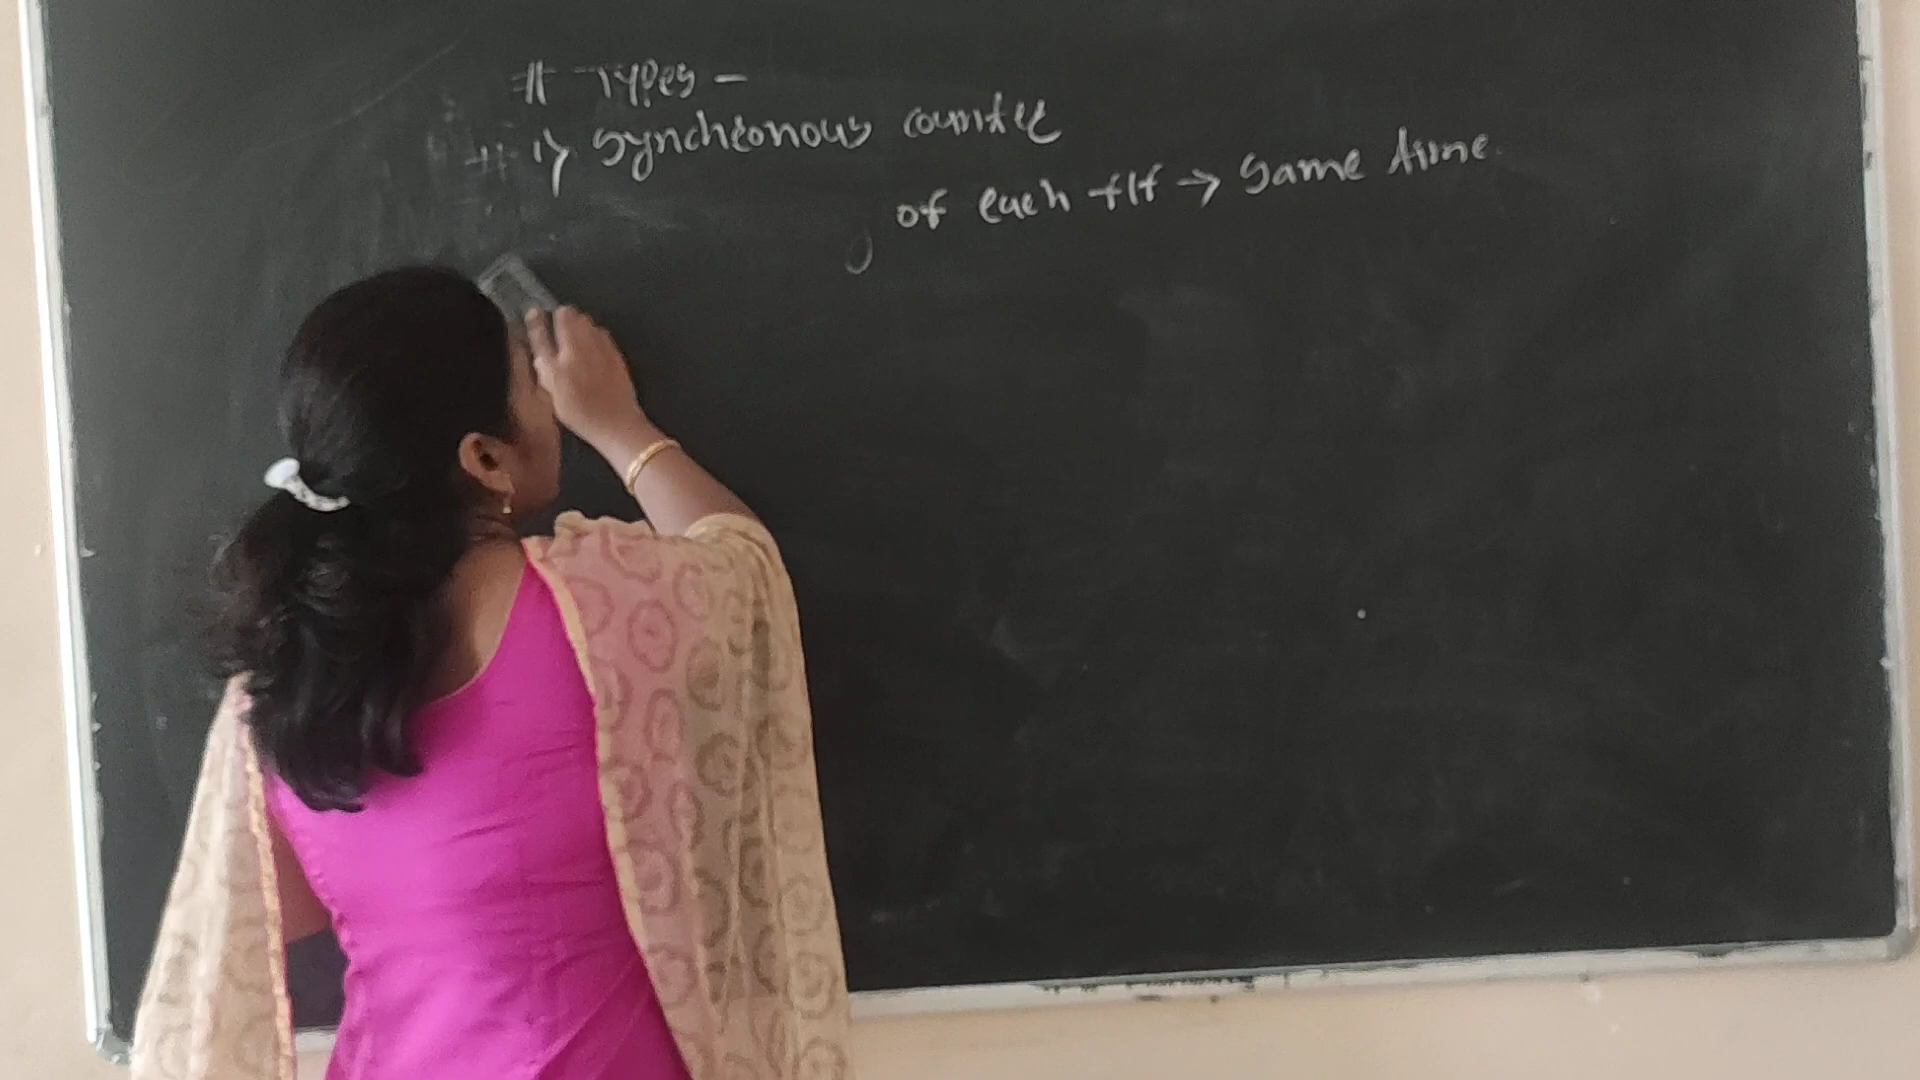 # Types -
# 1) Synchronous counter
of each f/f → same time